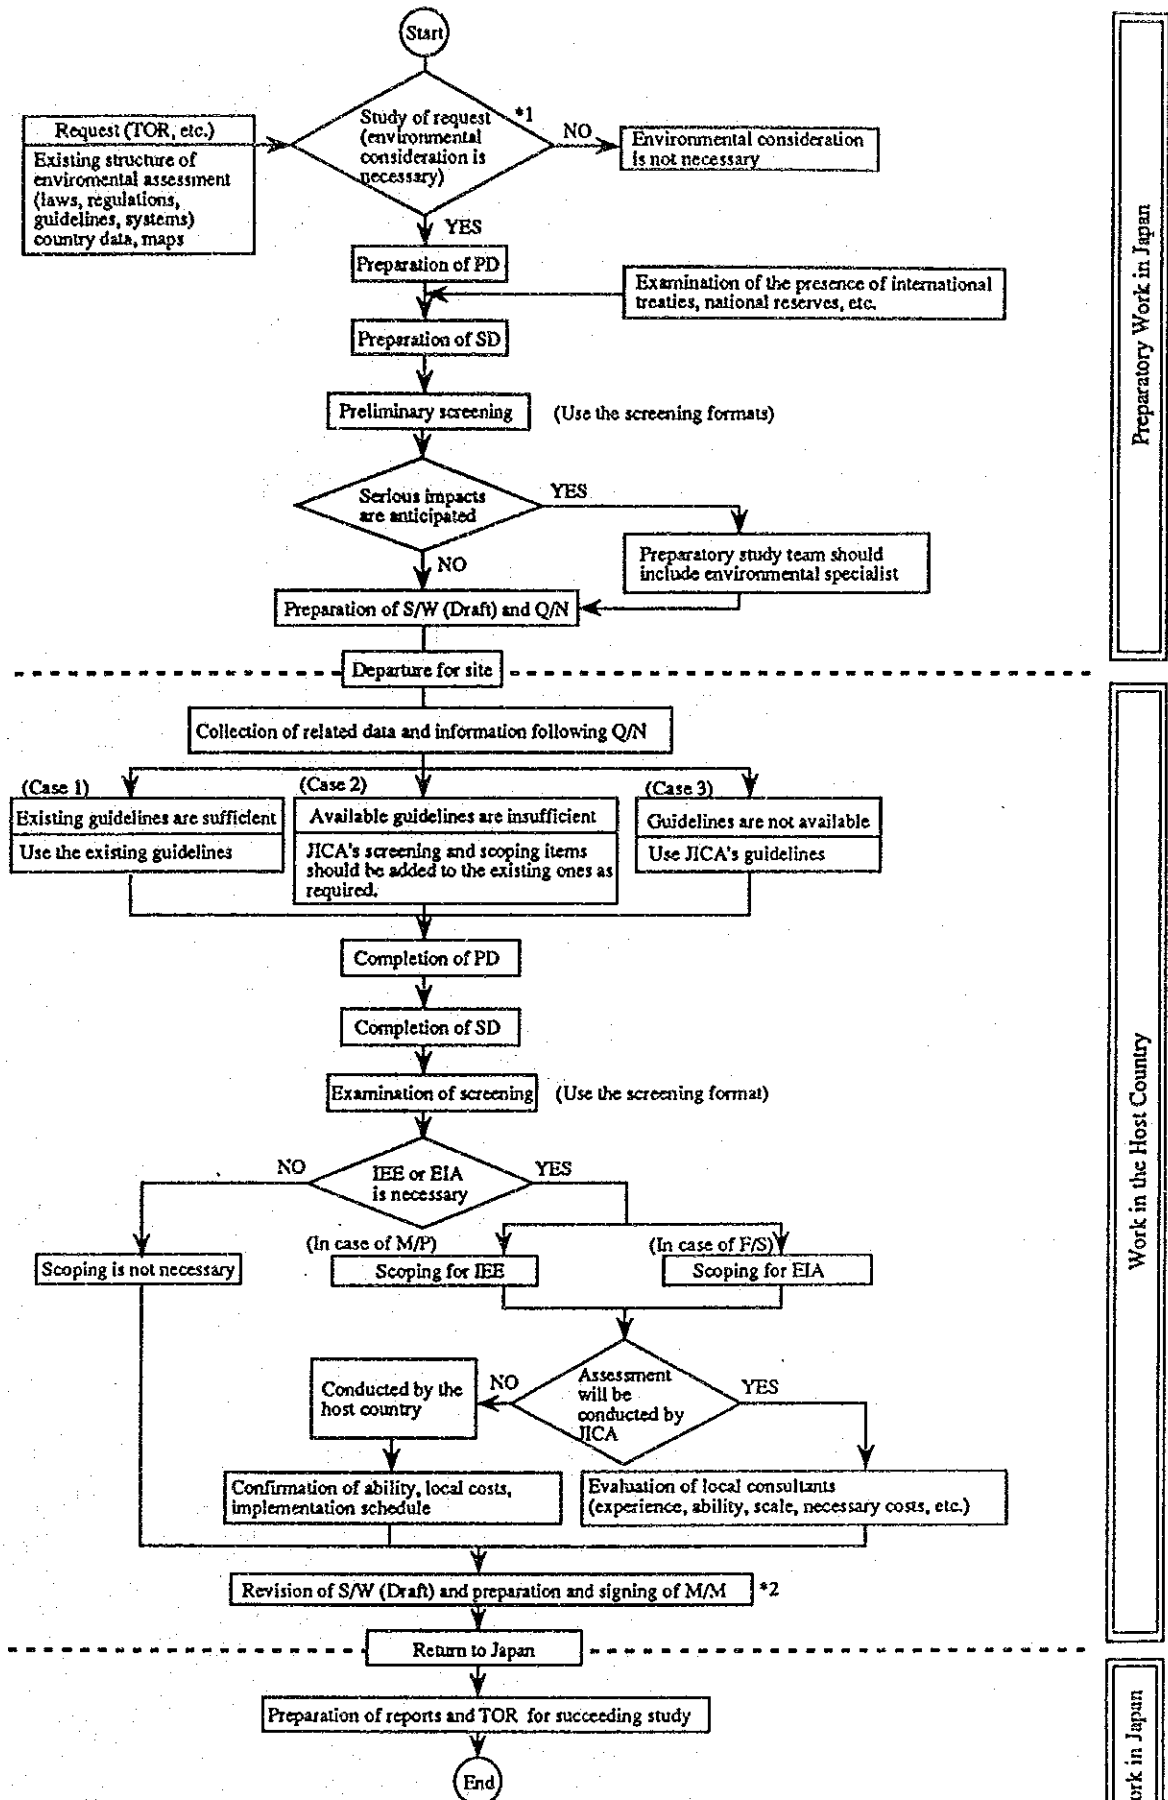 Start
Study of request
(environmental
consideration is
necessary)
*1
Request (TOR, etc.)
Existing structure of
enviromental assessment
(laws, regulations,
guidelines, systems)
country data, maps
NO
Environmental consideration
is not necessary
YES
Preparation of PD
Examination of the presence of international
treaties, national reserves, etc.
Preparation of SD
Preliminary screening
(Use the screening formats)
Serious impacts
are anticipated
YES
Preparatory study team should
include environmental specialist
NO
Preparation of S/W (Draft) and Q/N
Preparatory Work in Japan
Departure for site
Collection of related data and information following Q/N
(Case 1)
Existing guidelines are sufficient
Use the existing guidelines
(Case 2)
Available guidelines are insufficient
JICA's screening and scoping items
should be added to the existing ones as
required.
(Case 3)
Guidelines are not available
Use JICA's guidelines
Completion of PD
Completion of SD
Examination of screening
(Use the screening format)
NO
IEE or EIA
is necessary
YES
Scoping is not necessary
(In case of M/P)
Scoping for IEE
(In case of F/S)
Scoping for EIA
Conducted by the
host country
NO
Assessment
will be
conducted by
JICA
YES
Confirmation of ability, local costs,
implementation schedule
Evaluation of local consultants
(experience, ability, scale, necessary costs, etc.)
Revision of S/W (Draft) and preparation and signing of M/M
*2
Work in the Host Country
Return to Japan
Preparation of reports and TOR for succeeding study
End
ork in Japan